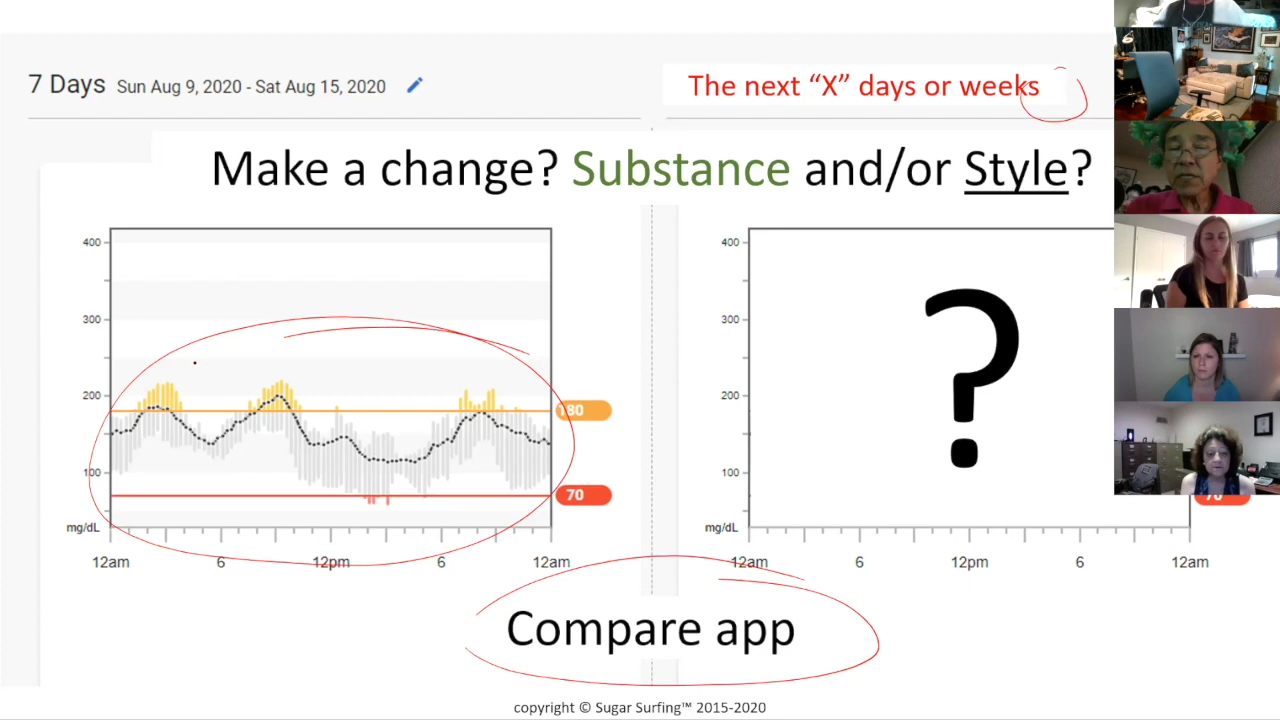 7 Days Sun Aug 9, 2020 - Sat Aug 15, 2020
The next “X” days or weeks
Make a change? Substance and/or Style?
400
300
200
100
mg/dL
180
70
12am 6 12pm 6 12am
400
300
200
100
mg/dL
?
70
12am 6 12pm 6 12am
Compare app
copyright © Sugar Surfing™ 2015-2020